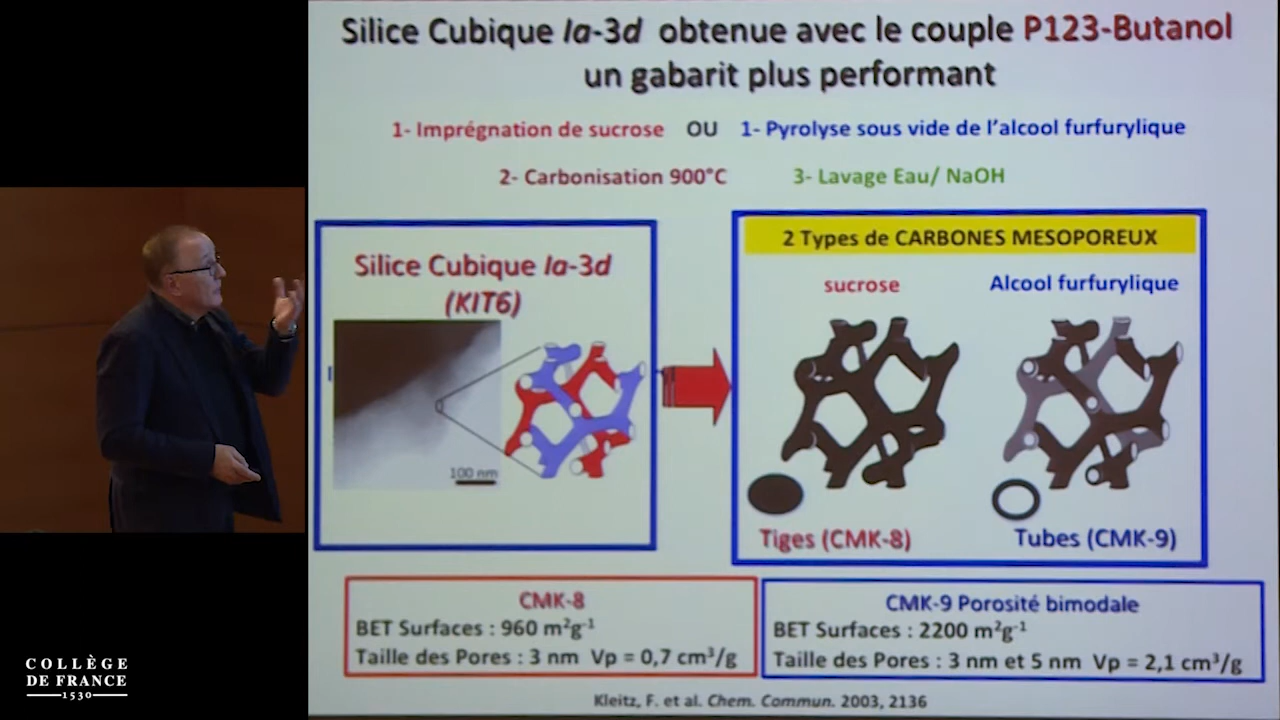 Silice Cubique Ia-3d obtenue avec le couple P123-Butanol
un gabarit plus performant
1- Imprégnation de sucrose OU 1- Pyrolyse sous vide de l'alcool furfurylique
2- Carbonisation 900°C 3- Lavage Eau/ NaOH
Silice Cubique Ia-3d
(KIT6)
100 nm
2 Types de CARBONES MESOPOREUX
sucrose Alcool furfurylique
Tiges (CMK-8) Tubes (CMK-9)
CMK-8
BET Surfaces : 960 m²g⁻¹
Taille des Pores : 3 nm Vp = 0,7 cm³/g
CMK-9 Porosité bimodale
BET Surfaces : 2200 m²g⁻¹
Taille des Pores : 3 nm et 5 nm Vp = 2,1 cm³/g
Kleitz, F. et al. Chem. Commun. 2003, 2136
COLLÈGE
DE FRANCE
1530